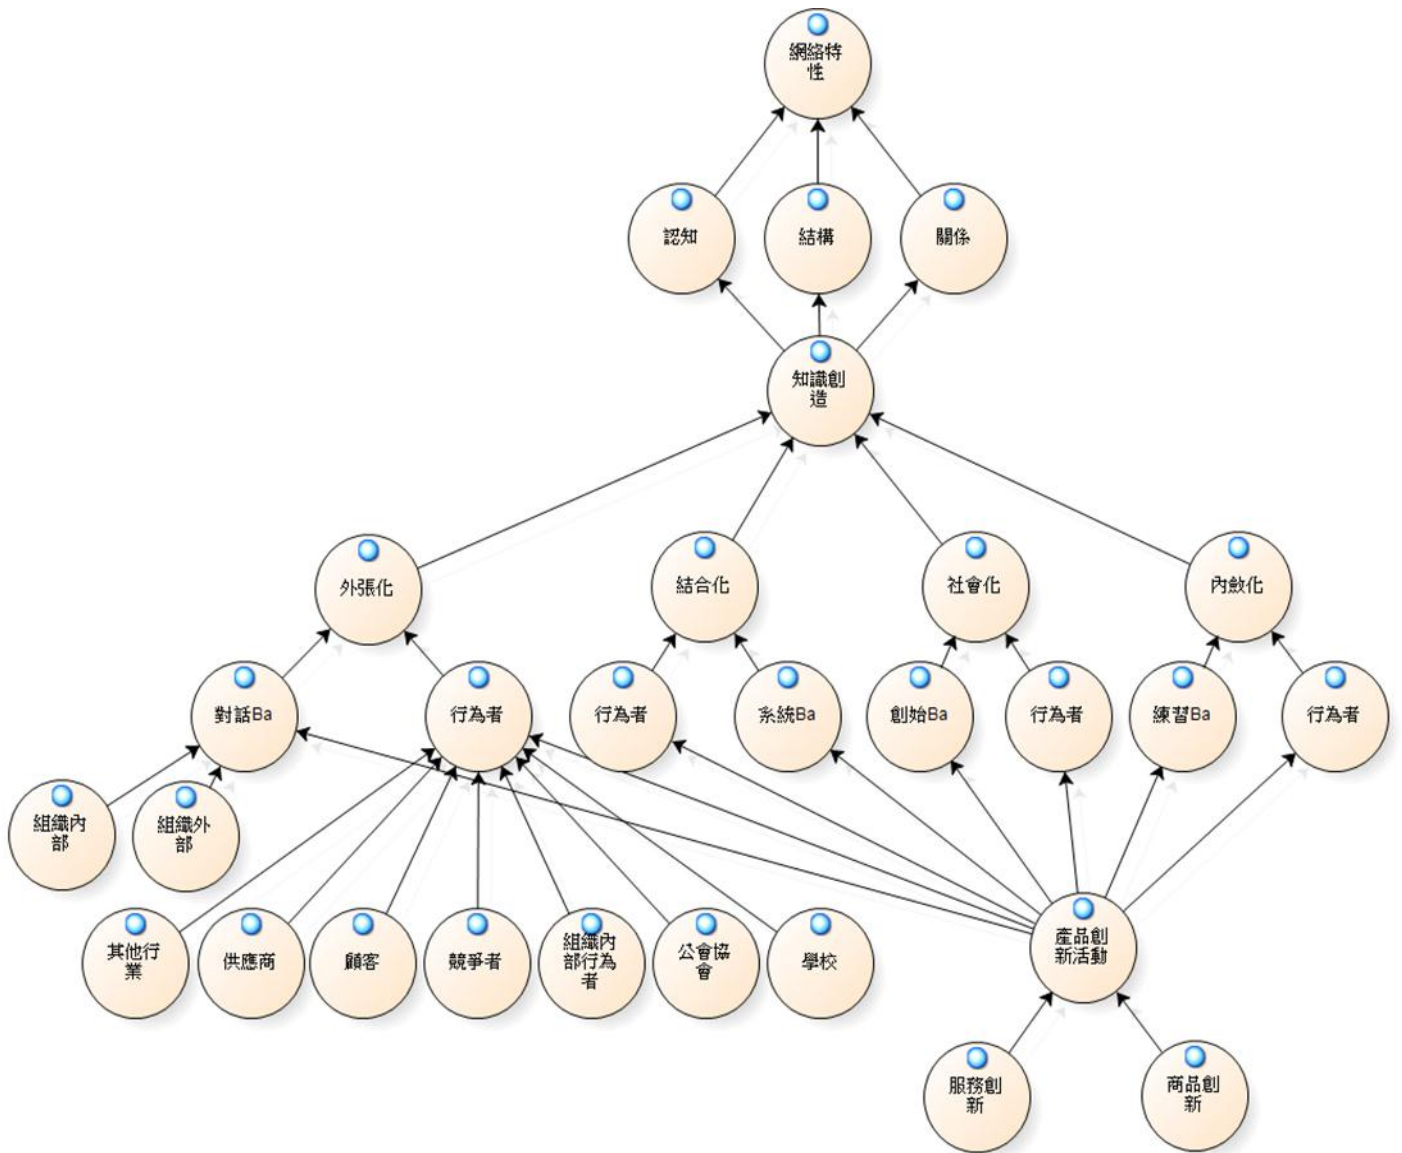 網絡特
性
認知
結構
關係
知識創
造
外張化
結合化
社會化
內斂化
對話Ba
行為者
行為者
系統Ba
創始Ba
行為者
練習Ba
行為者
組織內
部
組織外
部
其他行
業
供應商
顧客
競爭者
組織內
部行為
者
公會協
會
學校
產品創
新活動
服務創
新
商品創
新